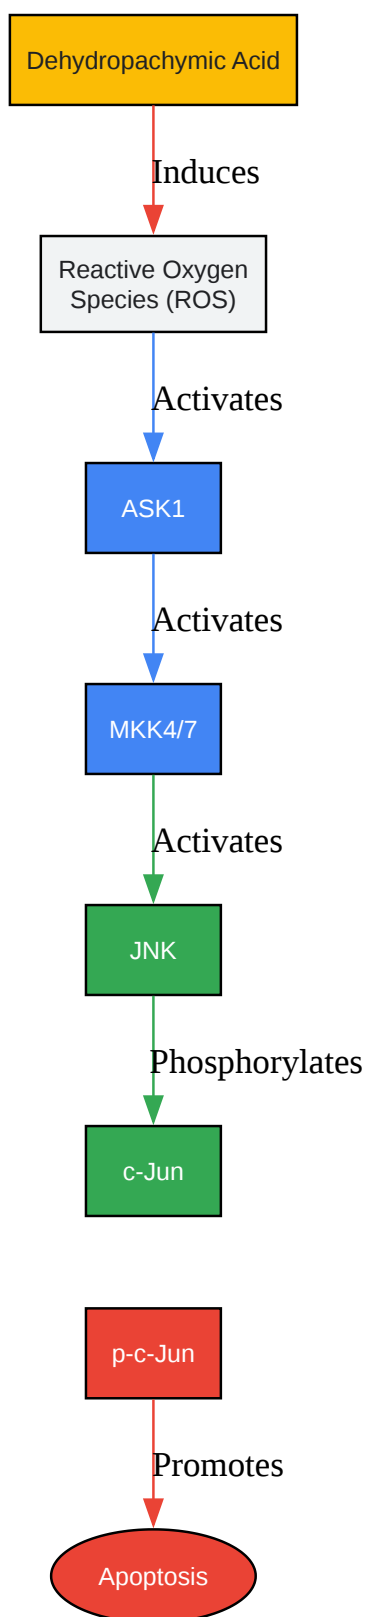 Dehydropachymic Acid
Induces
Reactive Oxygen
Species (ROS)
Activates
ASK1
Activates
MKK4/7
Activates
JNK
Phosphorylates
c-Jun
p-c-Jun
Promotes
Apoptosis